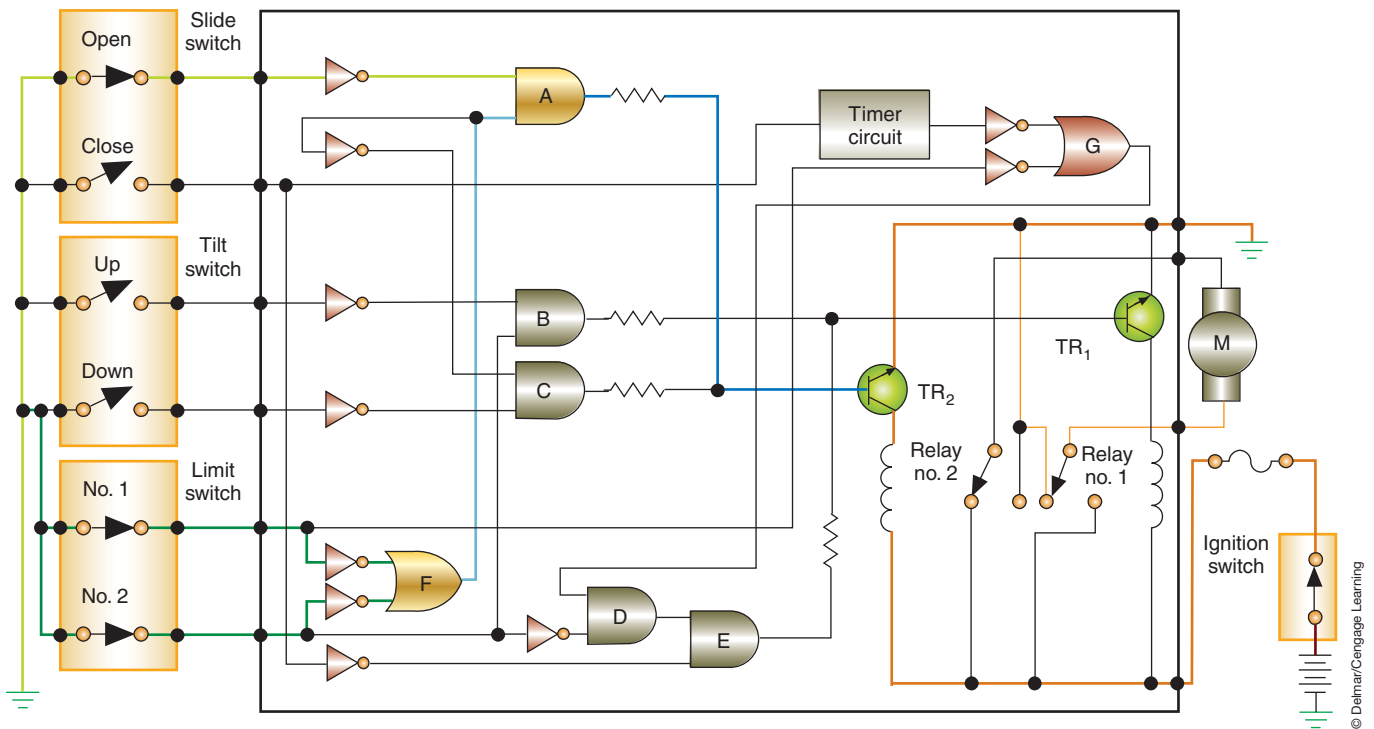 Slide
switch
Open
Close
Tilt
switch
Up
Down
Limit
switch
No. 1
No. 2
A
B
C
D
E
F
G
Timer
circuit
TR1
TR2
M
Relay
no. 2
Relay
no. 1
Ignition
switch
© Delmar/Cengage Learning